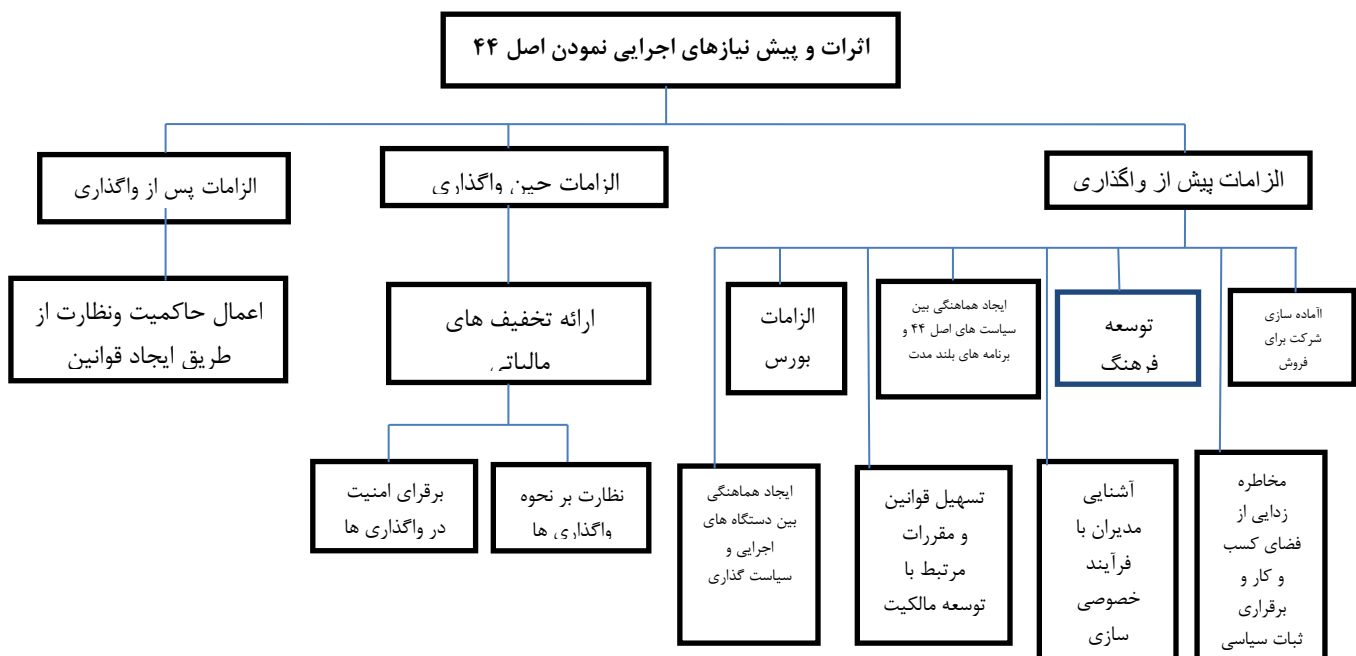 اثرات و پیش نیازهای اجرایی نمودن اصل ۴۴
الزامات پیش از واگذاری
الزامات حین واگذاری
الزامات پس از واگذاری
اآماده سازی
شرکت برای
فروش
توسعه
فرهنگ
ایجاد هماهنگی بین
سیاست های اصل ۴۴ و
برنامه های بلند مدت
الزامات
بورس
ارائه تخفیف های
مالیاتی
اعمال حاکمیت ونظارت از
طریق ایجاد قوانین
مخاطره
زدایی از
فضای کسب
و کار و
برقراری
ثبات سیاسی
آشنایی
مدیران با
فرآیند
خصوصی
سازی
تسهیل قوانین
و مقررات
مرتبط با
توسعه مالکیت
ایجاد هماهنگی
بین دستگاه های
اجرایی و
سیاست گذاری
نظارت بر نحوه
واگذاری ها
برقرای امنیت
در واگذاری ها